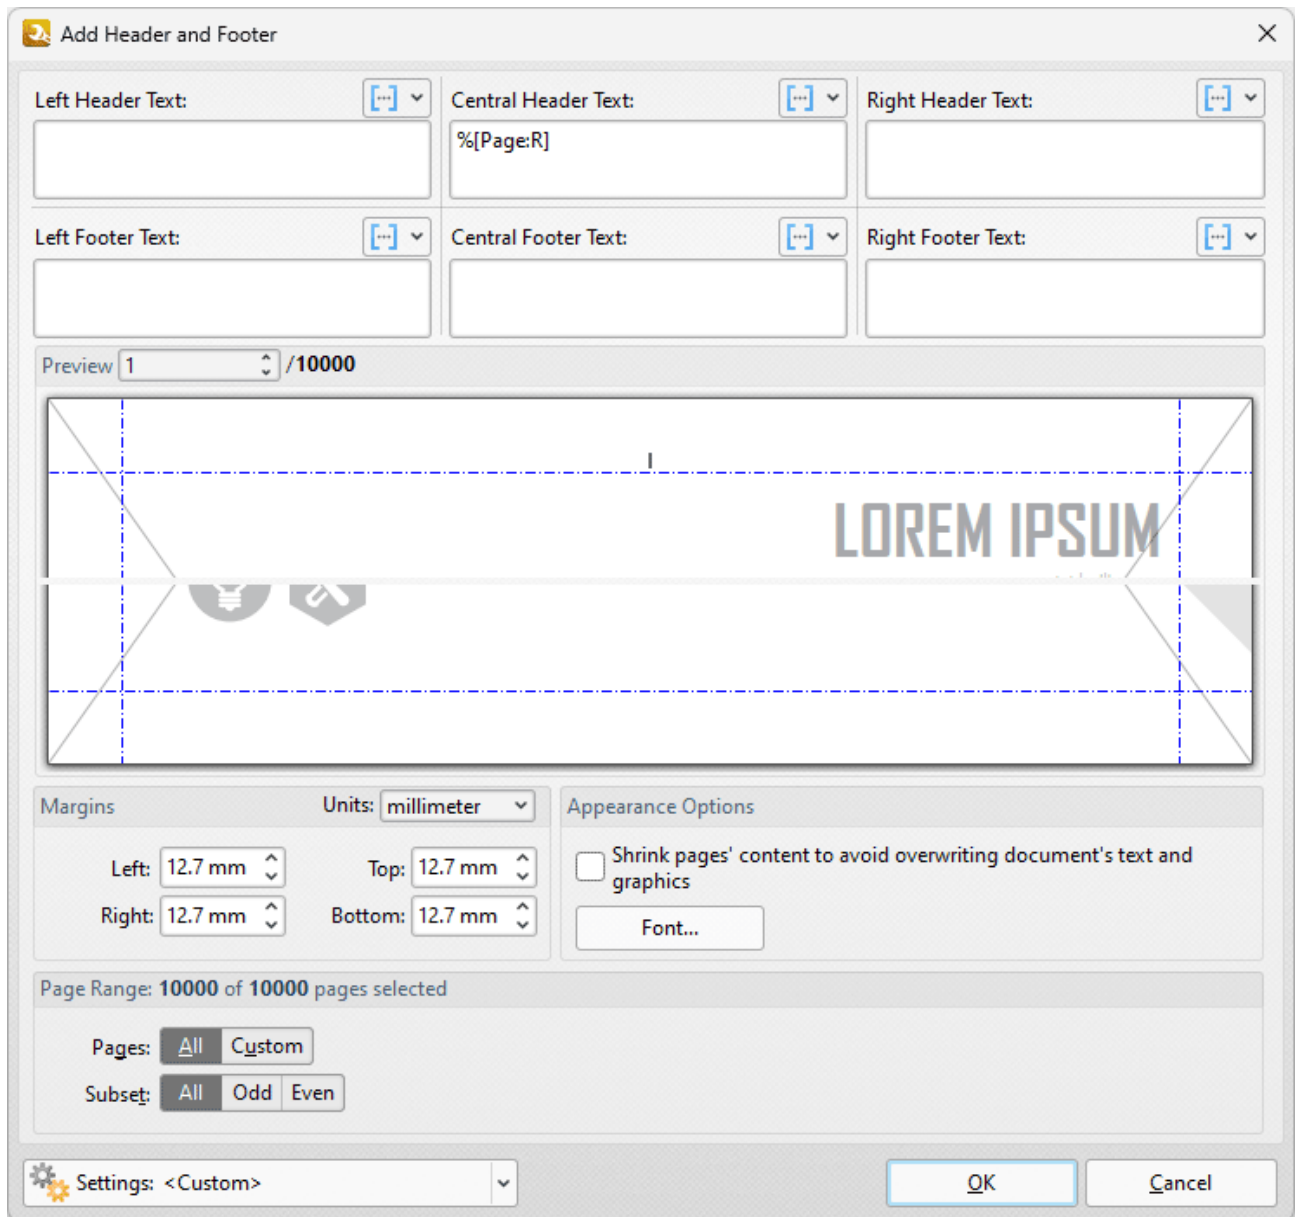 Add Header and Footer
Left Header Text:
Central Header Text:
Right Header Text:
%[Page:R]
Left Footer Text:
Central Footer Text:
Right Footer Text:
Preview 1 /10000
I
LOREM IPSUM
Margins
Units: millimeter
Appearance Options
Left: 12.7 mm
Top: 12.7 mm
Shrink pages' content to avoid overwriting document's text and
graphics
Right: 12.7 mm
Bottom: 12.7 mm
Font...
Page Range: 10000 of 10000 pages selected
Pages: All Custom
Subset: All Odd Even
Settings: <Custom>
OK
Cancel